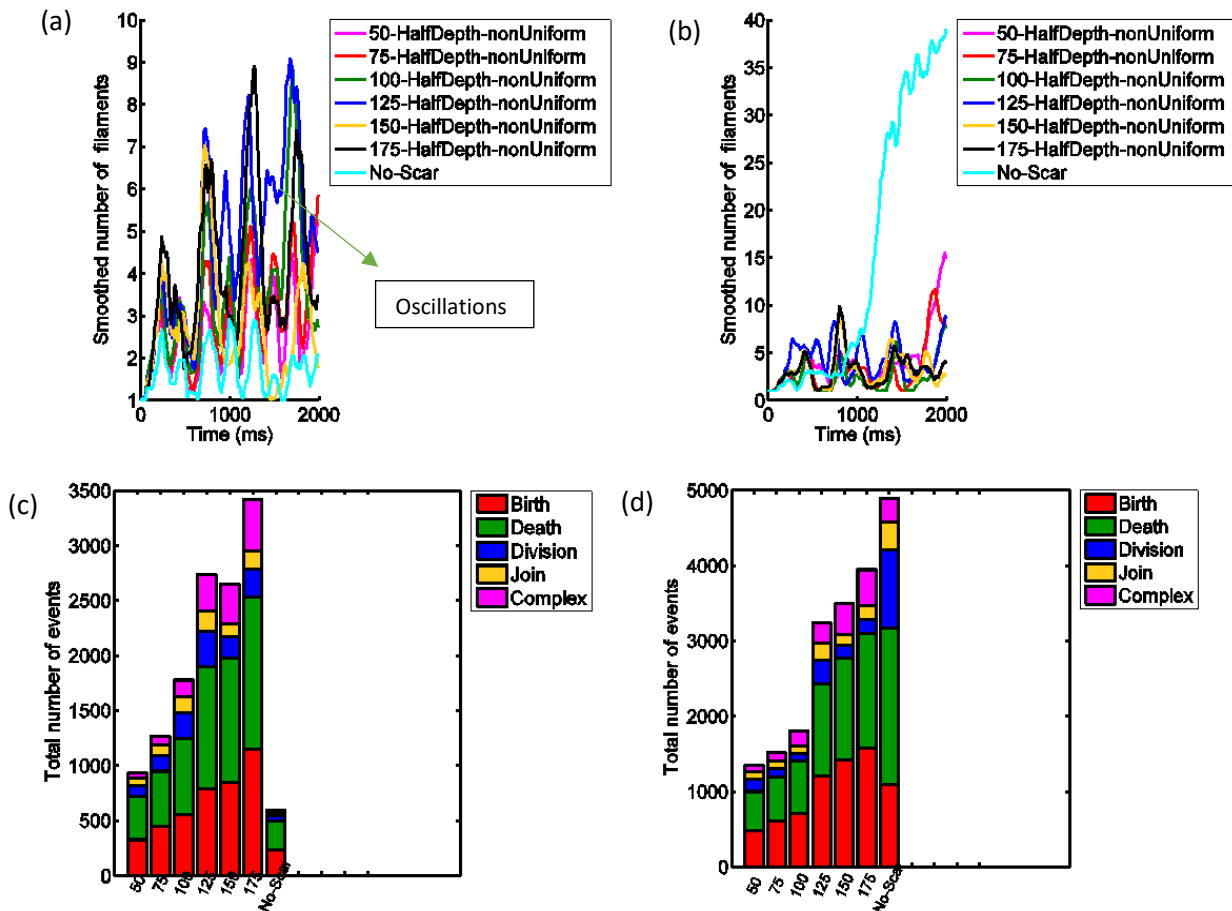 (a)
10
9
8
7
6
5
4
3
2
1
Smoothed number of filaments
0
1000
2000
Time (ms)
50-HalfDepth-nonUniform
75-HalfDepth-nonUniform
100-HalfDepth-nonUniform
125-HalfDepth-nonUniform
150-HalfDepth-nonUniform
175-HalfDepth-nonUniform
No-Scar
Oscillations
(b)
40
35
30
25
20
15
10
5
0
Smoothed number of filaments
0
1000
2000
Time (ms)
50-HalfDepth-nonUniform
75-HalfDepth-nonUniform
100-HalfDepth-nonUniform
125-HalfDepth-nonUniform
150-HalfDepth-nonUniform
175-HalfDepth-nonUniform
No-Scar
(c)
3500
3000
2500
2000
1500
1000
500
0
Total number of events
50
75
100
125
150
175
No-Scar
Birth
Death
Division
Join
Complex
(d)
5000
4000
3000
2000
1000
0
Total number of events
50
75
100
125
150
175
No-Scar
Birth
Death
Division
Join
Complex